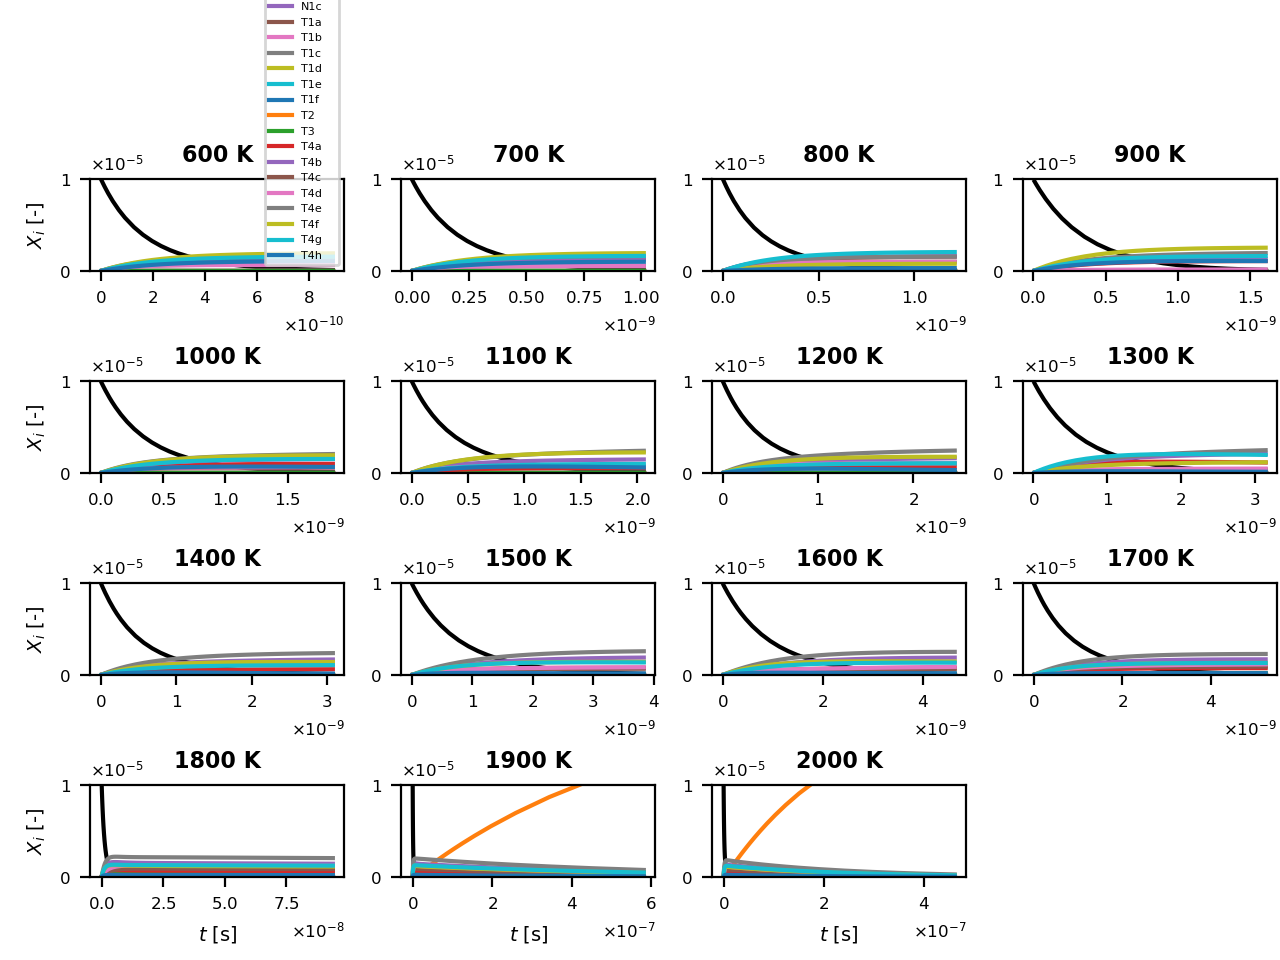 N1c
T1a
T1b
T1c
T1d
T1e
T1f
T2
T3
T4a
T4b
T4c
T4d
T4e
T4f
T4g
T4h
600 K
×10⁻⁵
1
0
X_i [-]
0 2 4 6 8
×10⁻¹⁰
700 K
×10⁻⁵
1
0
0.00 0.25 0.50 0.75 1.00
×10⁻⁹
800 K
×10⁻⁵
1
0
0.0 0.5 1.0
×10⁻⁹
900 K
×10⁻⁵
1
0
0.0 0.5 1.0 1.5
×10⁻⁹
1000 K
×10⁻⁵
1
0
X_i [-]
0.0 0.5 1.0 1.5
×10⁻⁹
1100 K
×10⁻⁵
1
0
0.0 0.5 1.0 1.5 2.0
×10⁻⁹
1200 K
×10⁻⁵
1
0
0 1 2
×10⁻⁹
1300 K
×10⁻⁵
1
0
0 1 2 3
×10⁻⁹
1400 K
×10⁻⁵
1
0
X_i [-]
0 1 2 3
×10⁻⁹
1500 K
×10⁻⁵
1
0
0 1 2 3 4
×10⁻⁹
1600 K
×10⁻⁵
1
0
0 2 4
×10⁻⁹
1700 K
×10⁻⁵
1
0
0 2 4
×10⁻⁹
1800 K
×10⁻⁵
1
0
X_i [-]
0.0 2.5 5.0 7.5
×10⁻⁸
t [s]
1900 K
×10⁻⁵
1
0
0 2 4 6
×10⁻⁷
t [s]
2000 K
×10⁻⁵
1
0
0 2 4
×10⁻⁷
t [s]